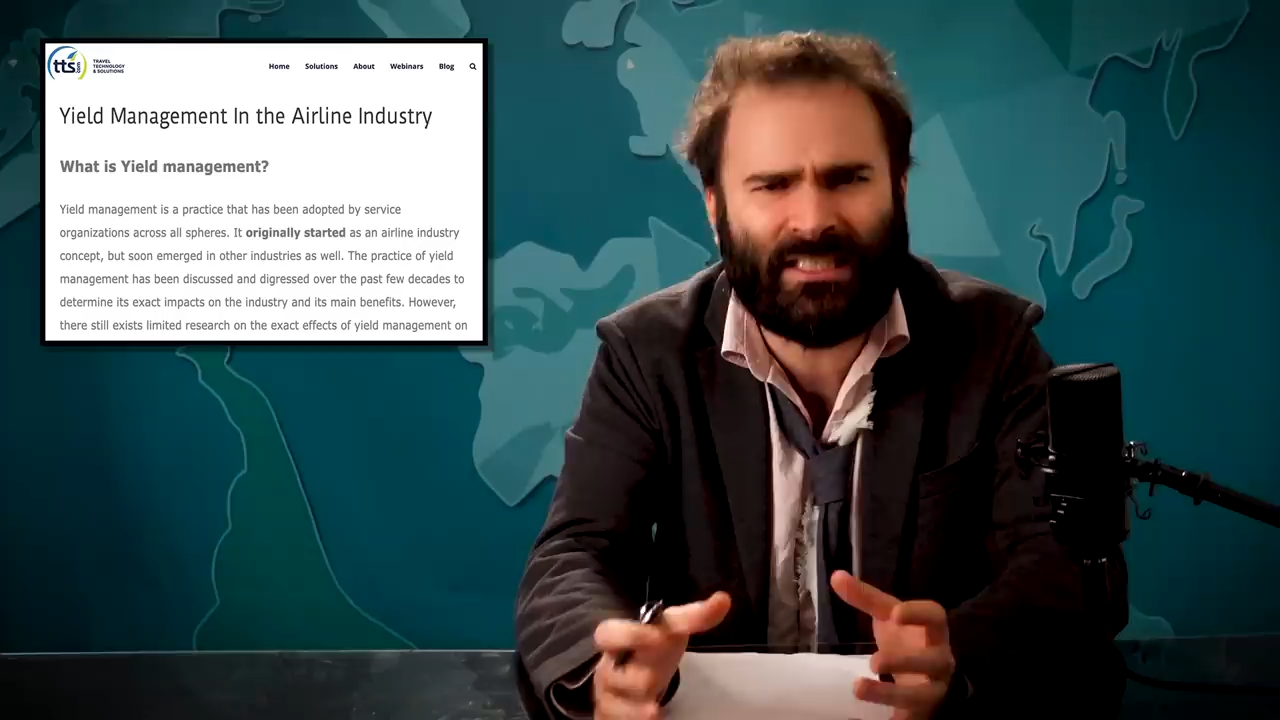 tts
.com
TRAVEL
TECHNOLOGY
& SOLUTIONS
Home Solutions About Webinars Blog
Yield Management In the Airline Industry
What is Yield management?
Yield management is a practice that has been adopted by service
organizations across all spheres. It originally started as an airline industry
concept, but soon emerged in other industries as well. The practice of yield
management has been discussed and digressed over the past few decades to
determine its exact impacts on the industry and its main benefits. However,
there still exists limited research on the exact effects of yield management on